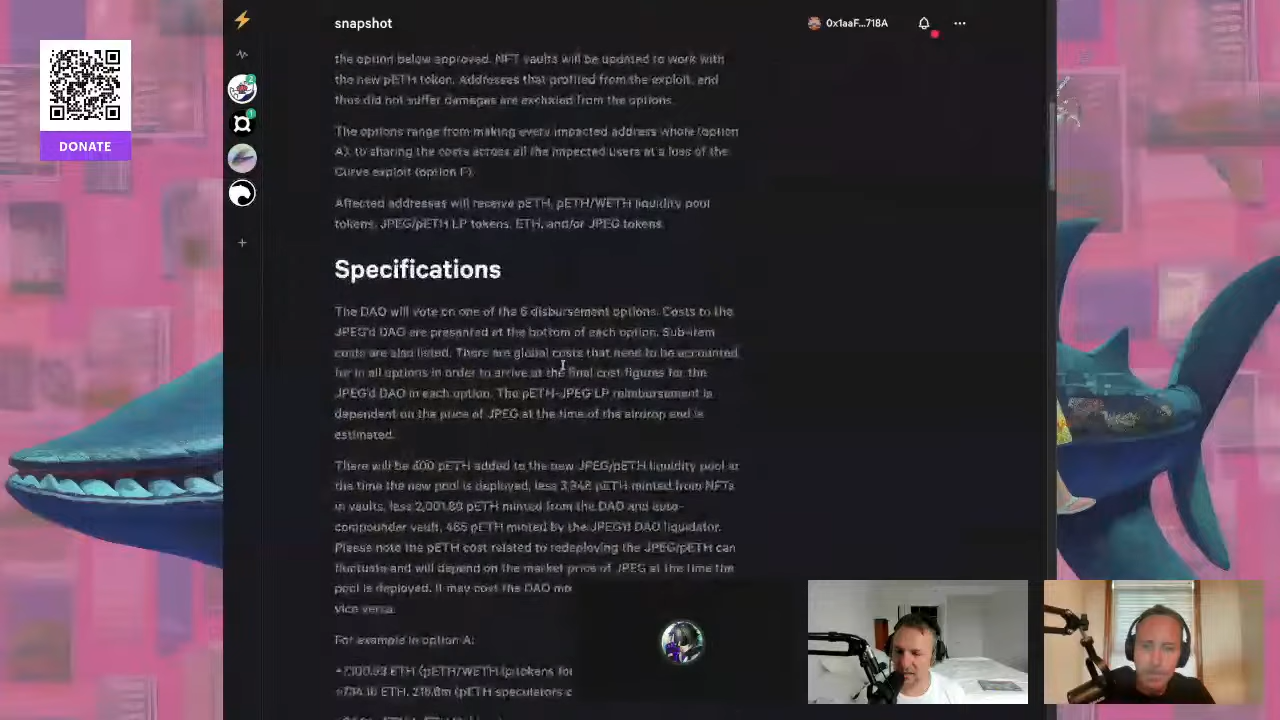 snapshot
0x1aaF...718A
DONATE
the option below approved. NFT vaults will be updated to work with
the new pETH token. Addresses that profited from the exploit, and
thus did not suffer damages are excluded from the options.
The options range from making every impacted address whole (option
A), to sharing the costs across all the impacted users at a loss of the
Curve exploit (option F).
Affected addresses will receive pETH, pETH/WETH liquidity pool
tokens, JPEG/pETH LP tokens, ETH, and/or JPEG tokens.
Specifications
The DAO will vote on one of the 6 disbursement options. Costs to the
JPEG'd DAO are presented at the bottom of each option. Sub-item
costs are also listed. There are global costs that need to be accounted
for in all options in order to arrive at the final cost figures for the
JPEG'd DAO in each option. The pETH-JPEG LP reimbursement is
dependent on the price of JPEG at the time of the airdrop and is
estimated.
There will be pETH added to the new JPEG/pETH liquidity pool at
the time the new pool is deployed, less pETH minted from NFTs
in vaults, less pETH minted from the DAO and auto-
compounder vault, 465 pETH minted by the JPEG'd DAO liquidator.
Please note the pETH cost related to redeploying the JPEG/pETH can
fluctuate and will depend on the market price of JPEG at the time the
pool is deployed. It may cost the DAO
vice versa.
For example in option A:
ETH (pETH/WETH lp tokens for
ETH, (pETH speculators